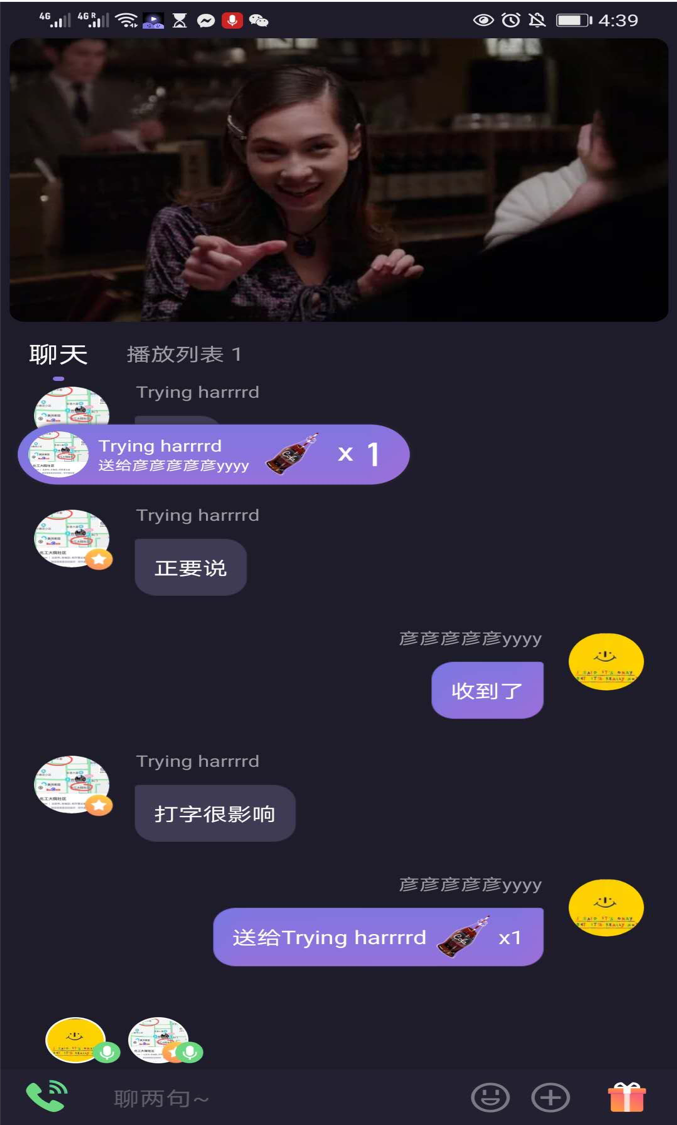 4G 4G R 4:39
聊天 播放列表 1
Trying harrrrd
Trying harrrrd
送给彦彦彦彦彦yyyy
x 1
Trying harrrrd
正要说
彦彦彦彦彦yyyy
收到了
Trying harrrrd
打字很影响
彦彦彦彦彦yyyy
送给Trying harrrrd x1
聊两句~